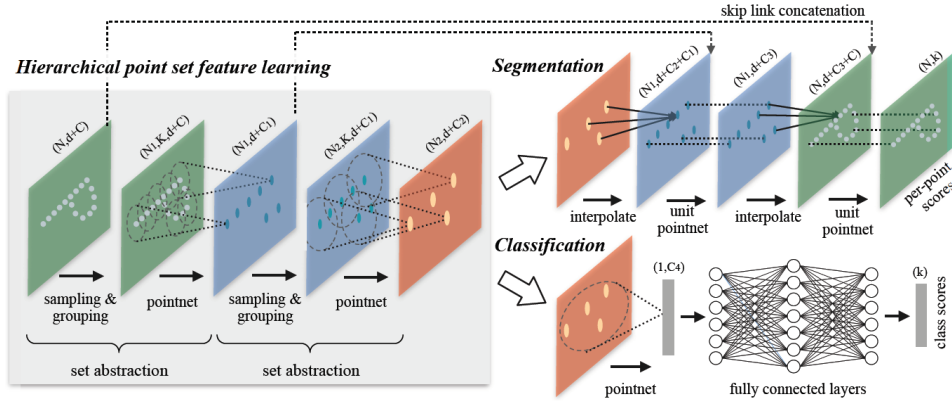 skip link concatenation
Hierarchical point set feature learning
(N,d+C)
(N1,K,d+C)
(N1,d+C1)
(N2,K,d+C1)
(N2,d+C2)
sampling &
grouping
pointnet
sampling &
grouping
pointnet
set abstraction
set abstraction
Segmentation
(N1,d+C2+C1)
(N1,d+C3)
(N,d+C3+C)
(N,k)
per-point
scores
interpolate
unit
pointnet
interpolate
unit
pointnet
Classification
(1,C4)
(k)
class scores
pointnet
fully connected layers